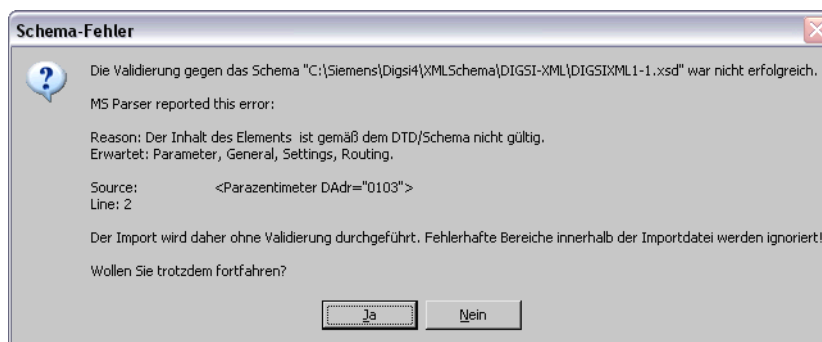 Schema-Fehler
Die Validierung gegen das Schema "C:\Siemens\Digsi4\XMLSchema\DIGSI-XML\DIGSIXML1-1.xsd" war nicht erfolgreich.
MS Parser reported this error:
Reason: Der Inhalt des Elements  ist gemäß dem DTD/Schema nicht gültig.
Erwartet: Parameter, General, Settings, Routing.
Source: <Parazentimeter DAdr="0103">
Line: 2
Der Import wird daher ohne Validierung durchgeführt. Fehlerhafte Bereiche innerhalb der Importdatei werden ignoriert!
Wollen Sie trotzdem fortfahren?
Ja Nein